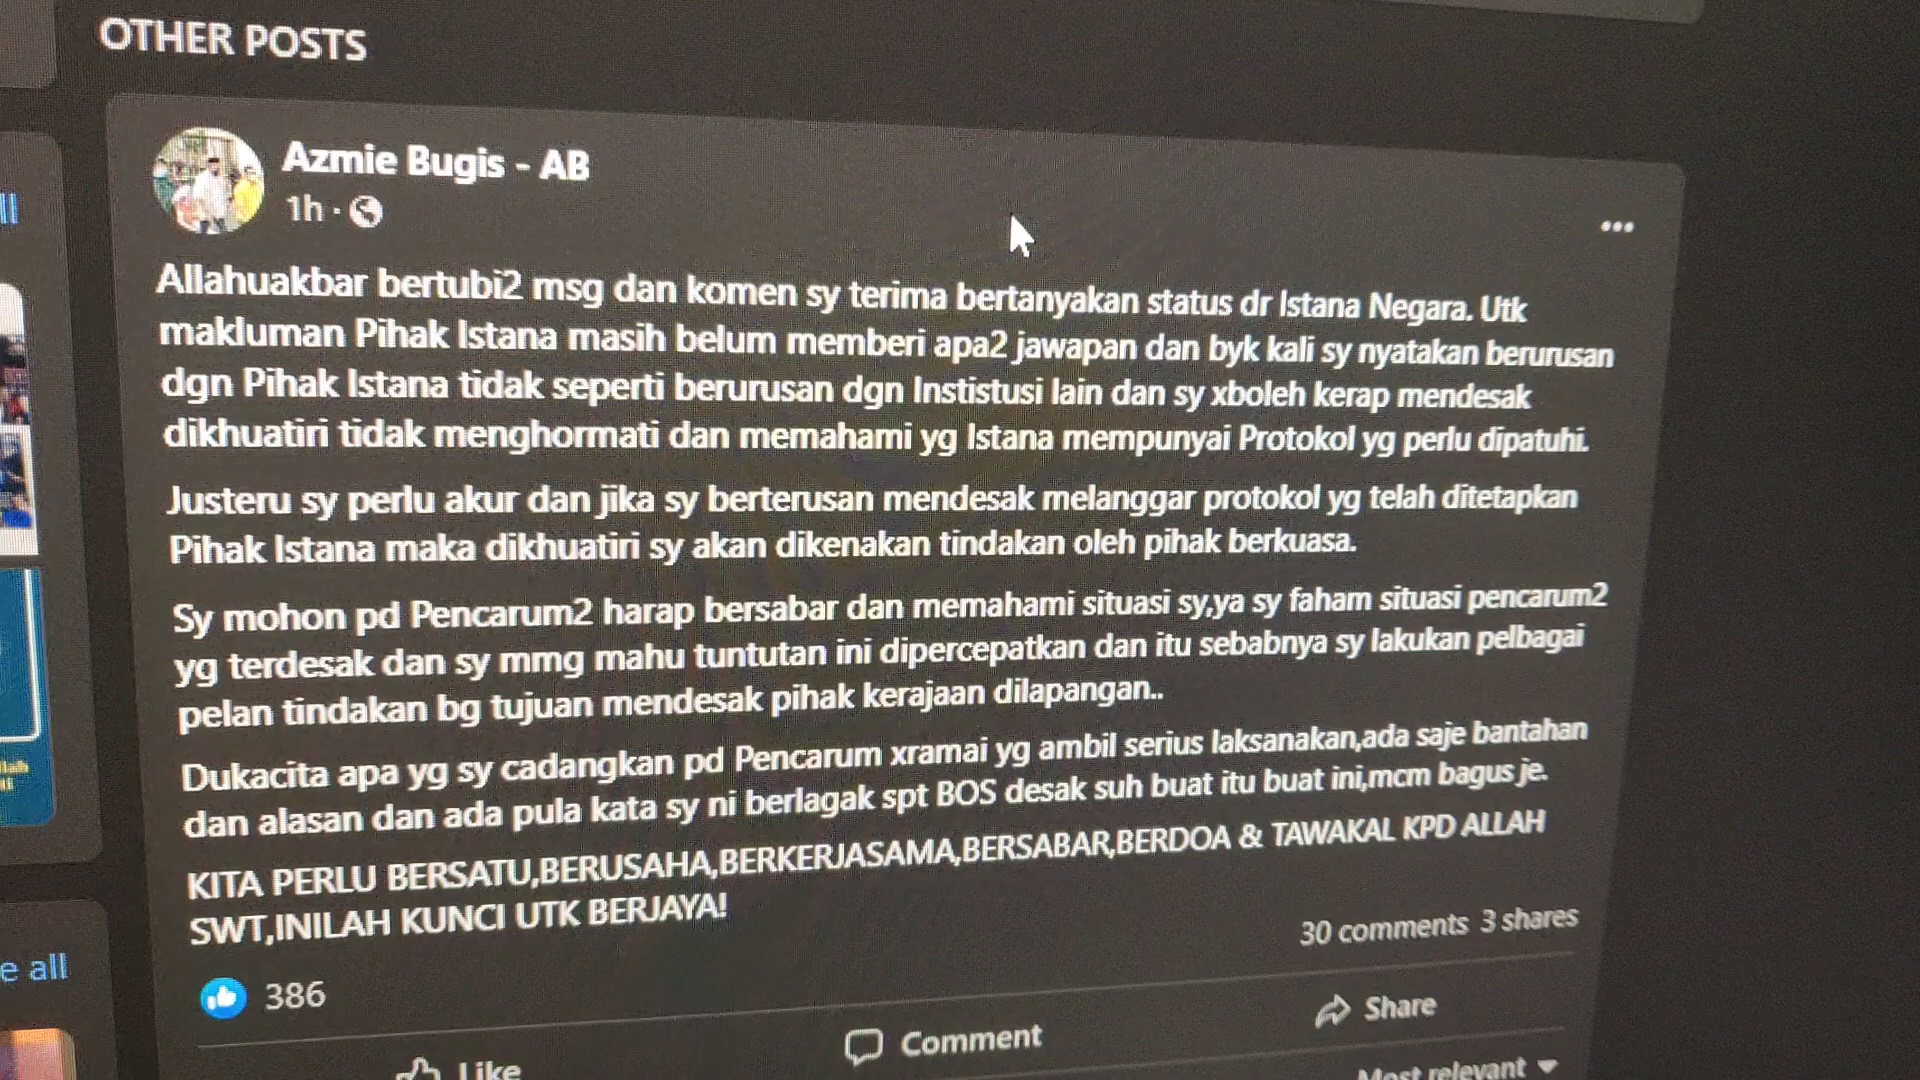 OTHER POSTS
Azmie Bugis - AB
1h ·
Allahuakbar bertubi2 msg dan komen sy terima bertanyakan status dr Istana Negara. Utk
makluman Pihak Istana masih belum memberi apa2 jawapan dan byk kali sy nyatakan berurusan
dgn Pihak Istana tidak seperti berurusan dgn Instistusi lain dan sy xboleh kerap mendesak
dikhuatiri tidak menghormati dan memahami yg Istana mempunyai Protokol yg perlu dipatuhi.
Justeru sy perlu akur dan jika sy berterusan mendesak melanggar protokol yg telah ditetapkan
Pihak Istana maka dikhuatiri sy akan dikenakan tindakan oleh pihak berkuasa.
Sy mohon pd Pencarum2 harap bersabar dan memahami situasi sy,ya sy faham situasi pencarum2
yg terdesak dan sy mmg mahu tuntutan ini dipercepatkan dan itu sebabnya sy lakukan pelbagai
pelan tindakan bg tujuan mendesak pihak kerajaan dilapangan..
Dukacita apa yg sy cadangkan pd Pencarum xramai yg ambil serius laksanakan,ada saje bantahan
dan alasan dan ada pula kata sy ni berlagak spt BOS desak suh buat itu buat ini,mcm bagus je.
KITA PERLU BERSATU,BERUSAHA,BERKERJASAMA,BERSABAR,BERDOA & TAWAKAL KPD ALLAH
SWT,INILAH KUNCI UTK BERJAYA!
30 comments 3 shares
386
Like
Comment
Share
Most relevant
e all